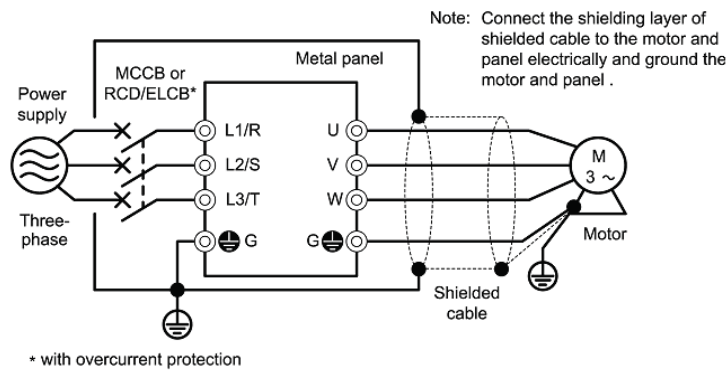 Note: Connect the shielding layer of
shielded cable to the motor and
panel electrically and ground the
motor and panel .
Metal panel
MCCB or
RCD/ELCB*
Power
supply
L1/R
U
L2/S
V
L3/T
W
G
G
M
3 ~
Three-
phase
Motor
Shielded
cable
* with overcurrent protection